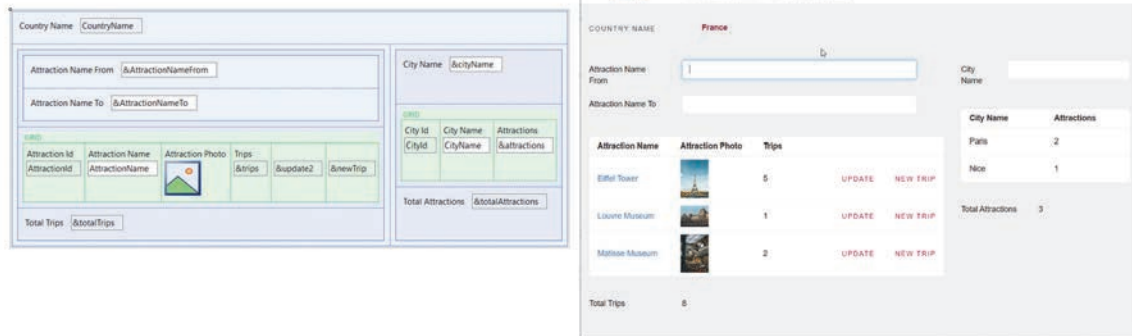 Country Name CountryName
Attraction Name From &AttractionNameFrom
Attraction Name To &AttractionNameTo
GRID
Attraction Id Attraction Name Attraction Photo Trips
AttractionId AttractionName &trips &update2 &newTrip
Total Trips &totalTrips
City Name &cityName
GRID
City Id City Name Attractions
CityId CityName &attractions
Total Attractions &totalAttractions
COUNTRY NAME France
Attraction Name
From
Attraction Name To
Attraction Name Attraction Photo Trips
Eiffel Tower 5 UPDATE NEW TRIP
Louvre Museum 1 UPDATE NEW TRIP
Matisse Museum 2 UPDATE NEW TRIP
Total Trips 8
City
Name
City Name Attractions
Paris 2
Nice 1
Total Attractions 3